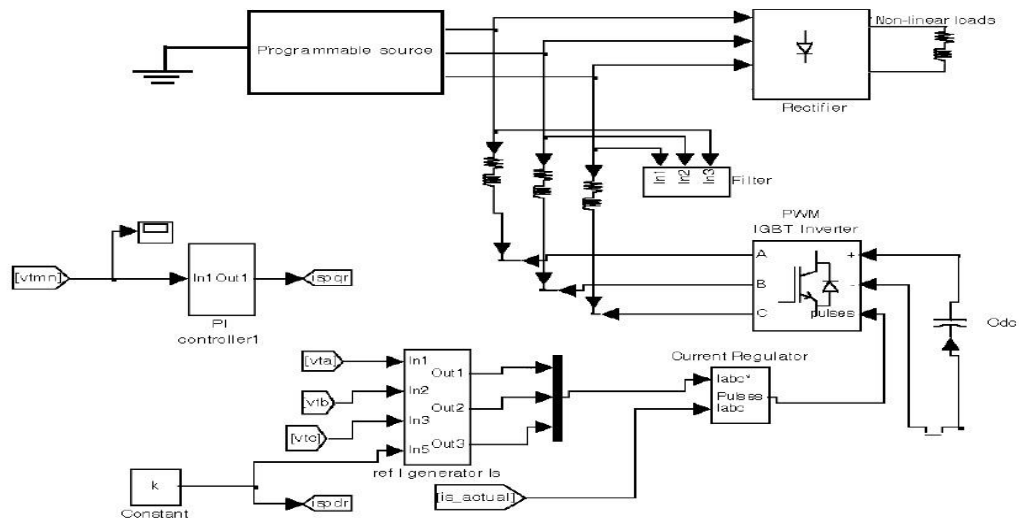 Programmable source
Non-linear loads
Rectifier
In1
In2
In3
Filter
PWM
IGBT Inverter
A
B
C
+
-
pulses
Cdc
[vtmn]
In1 Out1
PI
controller1
ispqr
[vta]
[vtb]
[vtc]
In1
In2
In3
In5
Out1
Out2
Out3
ref I generator Is
Current Regulator
Iabc*
Pulses
Iabc
k
Constant
ispdr
[is_actual]